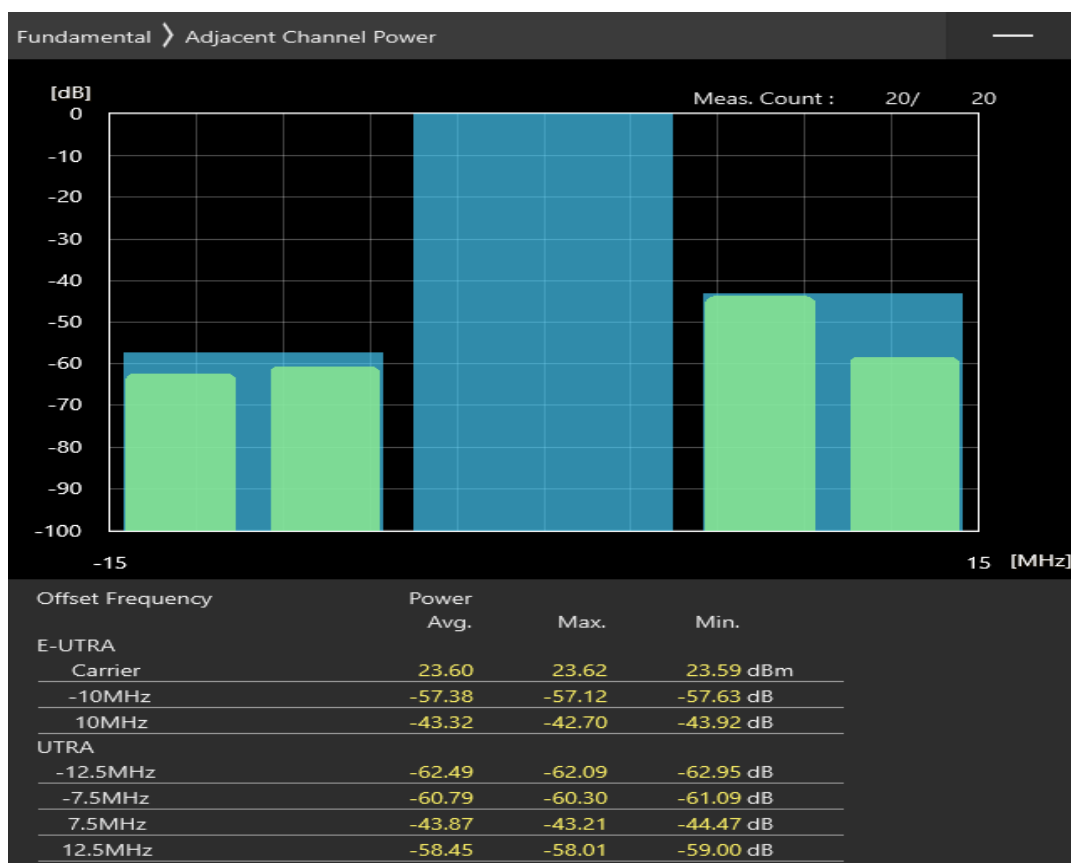 Fundamental ❯ Adjacent Channel Power
[dB]
Meas. Count : 20/ 20
0
-10
-20
-30
-40
-50
-60
-70
-80
-90
-100
-15 15 [MHz]
Offset Frequency Power
Avg. Max. Min.
E-UTRA
Carrier 23.60 23.62 23.59 dBm
-10MHz -57.38 -57.12 -57.63 dB
10MHz -43.32 -42.70 -43.92 dB
UTRA
-12.5MHz -62.49 -62.09 -62.95 dB
-7.5MHz -60.79 -60.30 -61.09 dB
7.5MHz -43.87 -43.21 -44.47 dB
12.5MHz -58.45 -58.01 -59.00 dB